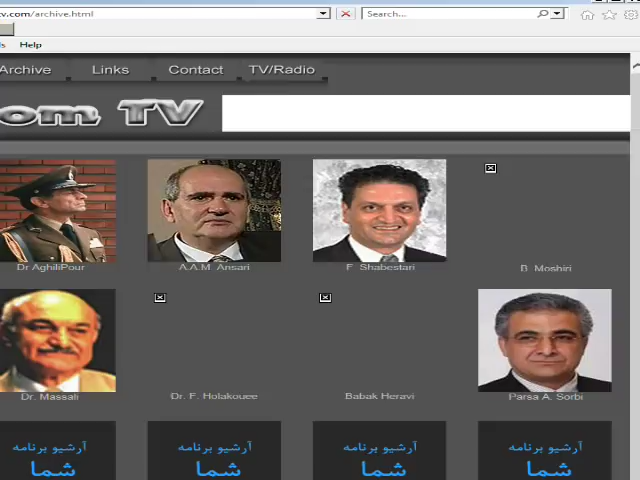 tv.com/archive.html
Search...
Help
Archive Links Contact TV/Radio
om TV
Dr AghiliPour A.A.M. Ansari F. Shabestari B. Moshiri
Dr. Massali Dr. F. Holakouee Babak Heravi Parsa A. Sorbi
آرشیو برنامه آرشیو برنامه آرشیو برنامه آرشیو برنامه
شما شما شما شما